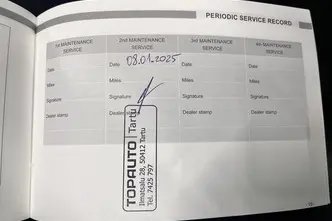 PERIODIC SERVICE RECORD
1st MAINTENANCE SERVICE
2nd MAINTENANCE SERVICE
3rd MAINTENANCE SERVICE
4th MAINTENANCE SERVICE
Date
Date 08.01.2025
Date
Date
Miles
Miles
Miles
Miles
Signature
Signature
Signature
Signature
Dealer stamp
Dealer stamp
Dealer stamp
Dealer stamp
TOPAUTO Tartu
Ilmatsalu 28, 50412 Tartu
Tel. 7425 797